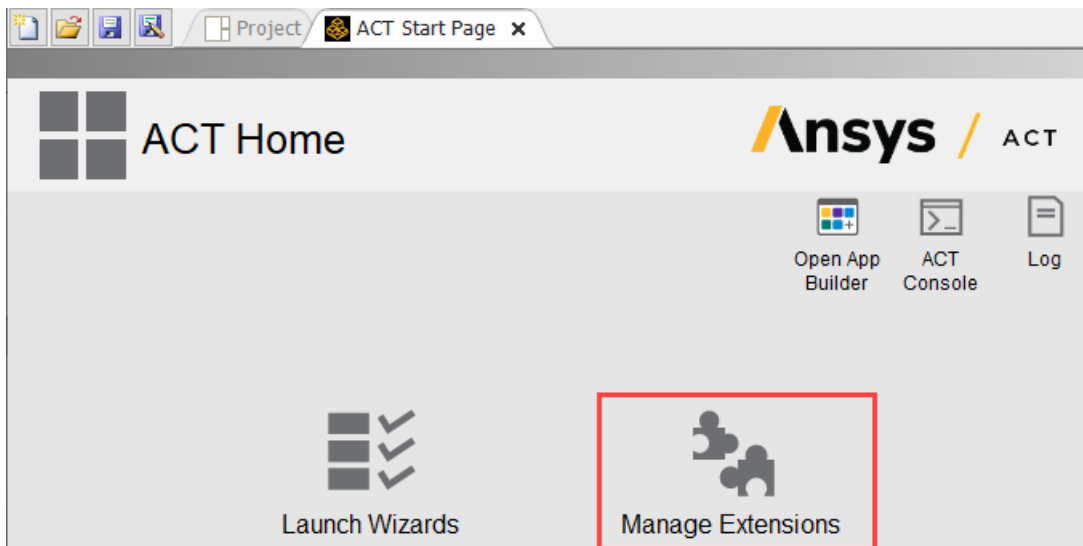 Project
ACT Start Page
ACT Home
Ansys / ACT
Open App
Builder
ACT
Console
Log
Launch Wizards
Manage Extensions